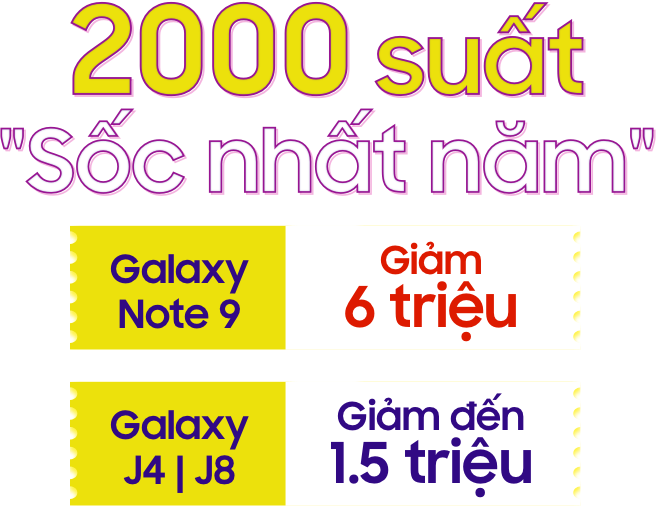 2000 suất
"Sốc nhất năm"
Galaxy
Note 9
Giảm
6 triệu
Galaxy
J4 | J8
Giảm đến
1.5 triệu